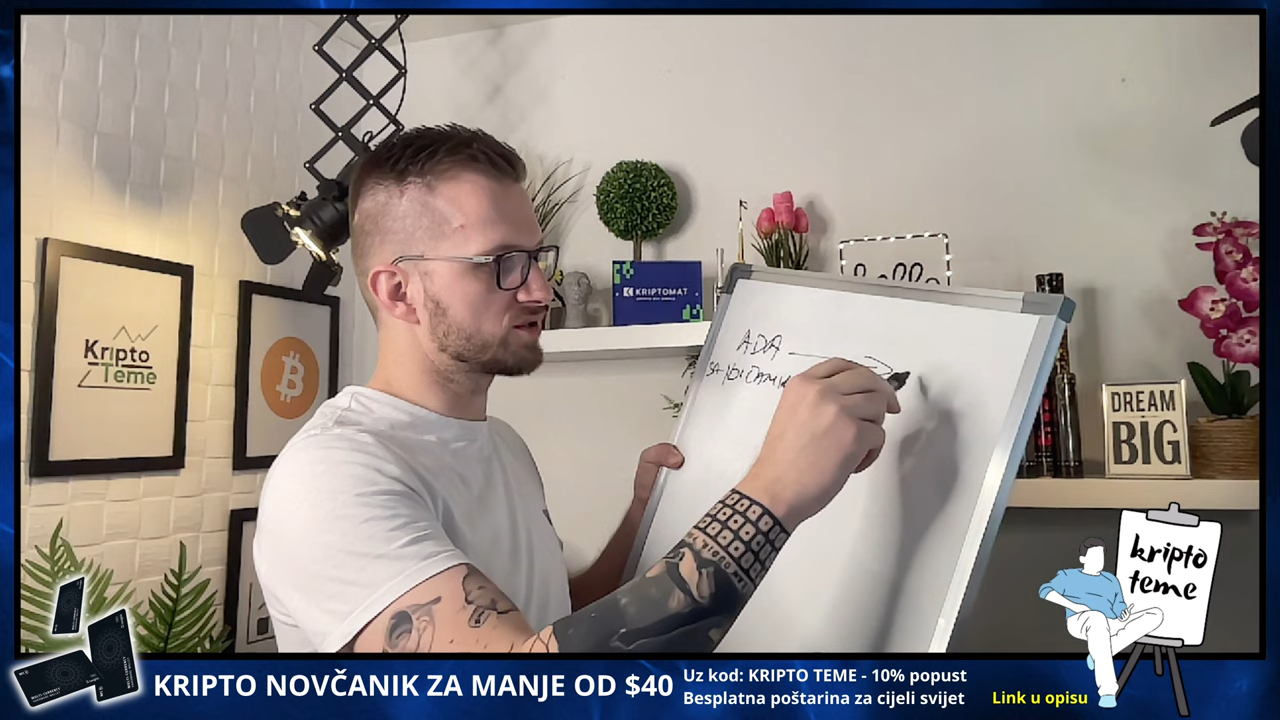 Kripto
Teme
KRIPTOMAT
hello
ADA
DREAM
BIG
kripto
teme
KRIPTO NOVČANIK ZA MANJE OD $40
Uz kod: KRIPTO TEME - 10% popust
Besplatna poštarina za cijeli svijet
Link u opisu